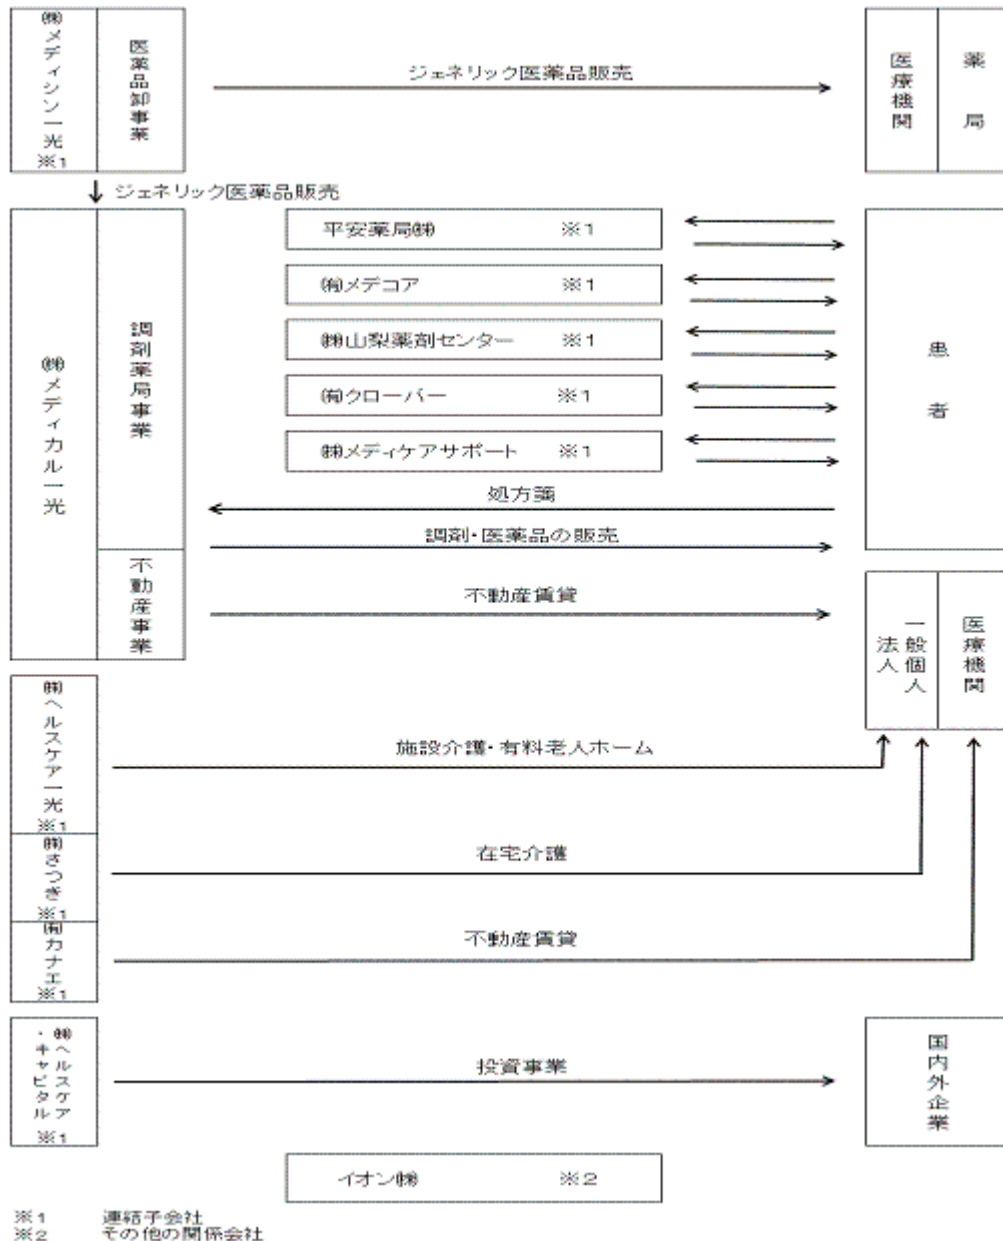 ㈱メディシン一光 ※1
医薬品卸事業
ジェネリック医薬品販売
医療機関
薬局
ジェネリック医薬品販売
㈱メディカル一光
調剤薬局事業
平安薬局㈱ ※1
㈲メデコア ※1
㈱山梨薬剤センター ※1
㈲クローバー ※1
㈱メディケアサポート ※1
患者
処方箋
調剤・医薬品の販売
不動産事業
不動産賃貸
一般個人
法人
医療機関
㈱ヘルスケア一光 ※1
施設介護・有料老人ホーム
㈱さつき ※1
在宅介護
㈲カナエ ※1
不動産賃貸
㈱ヘルスケア
・キャピタル ※1
投資事業
国内外企業
イオン㈱ ※2
※1 連結子会社
※2 その他の関係会社